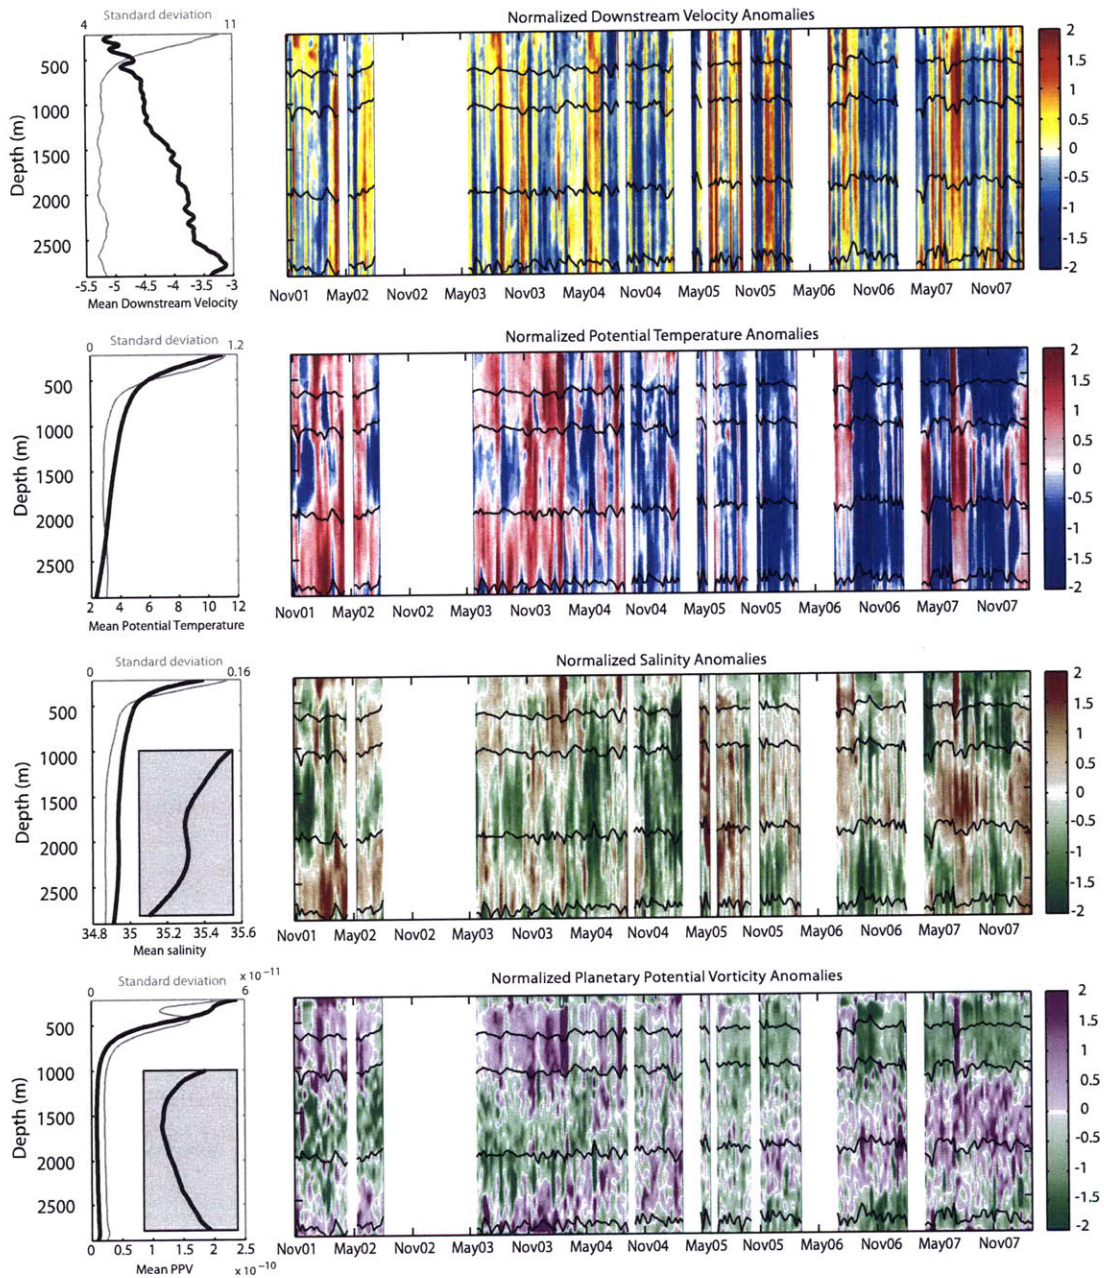 Standard deviation
4 11
Normalized Downstream Velocity Anomalies
Depth (m)
500
1000
1500
2000
2500
-5.5 -5 -4.5 -4 -3.5 -3
Mean Downstream Velocity
Nov01 May02 Nov02 May03 Nov03 May04 Nov04 May05 Nov05 May06 Nov06 May07 Nov07
2
1.5
1
0.5
0
-0.5
-1
-1.5
-2
Standard deviation
0 1.2
Normalized Potential Temperature Anomalies
Depth (m)
500
1000
1500
2000
2500
2 4 6 8 10 12
Mean Potential Temperature
Nov01 May02 Nov02 May03 Nov03 May04 Nov04 May05 Nov05 May06 Nov06 May07 Nov07
2
1.5
1
0.5
0
-0.5
-1
-1.5
-2
Standard deviation
0 0.16
Normalized Salinity Anomalies
Depth (m)
500
1000
1500
2000
2500
34.8 35 35.2 35.4 35.6
Mean salinity
Nov01 May02 Nov02 May03 Nov03 May04 Nov04 May05 Nov05 May06 Nov06 May07 Nov07
2
1.5
1
0.5
0
-0.5
-1
-1.5
-2
Standard deviation x 10⁻¹¹
0 6
Normalized Planetary Potential Vorticity Anomalies
Depth (m)
500
1000
1500
2000
2500
0 0.5 1 1.5 2 2.5
Mean PPV x 10⁻¹⁰
Nov01 May02 Nov02 May03 Nov03 May04 Nov04 May05 Nov05 May06 Nov06 May07 Nov07
2
1.5
1
0.5
0
-0.5
-1
-1.5
-2